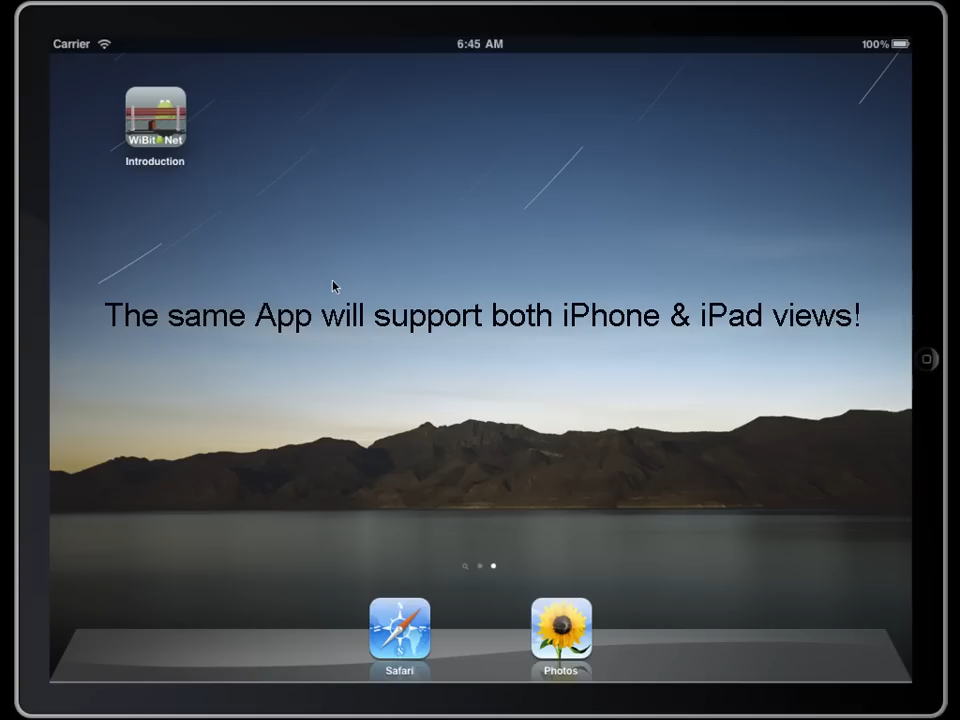 Carrier 6:45 AM 100%
WiBit Net
Introduction
The same App will support both iPhone & iPad views!
Safari Photos